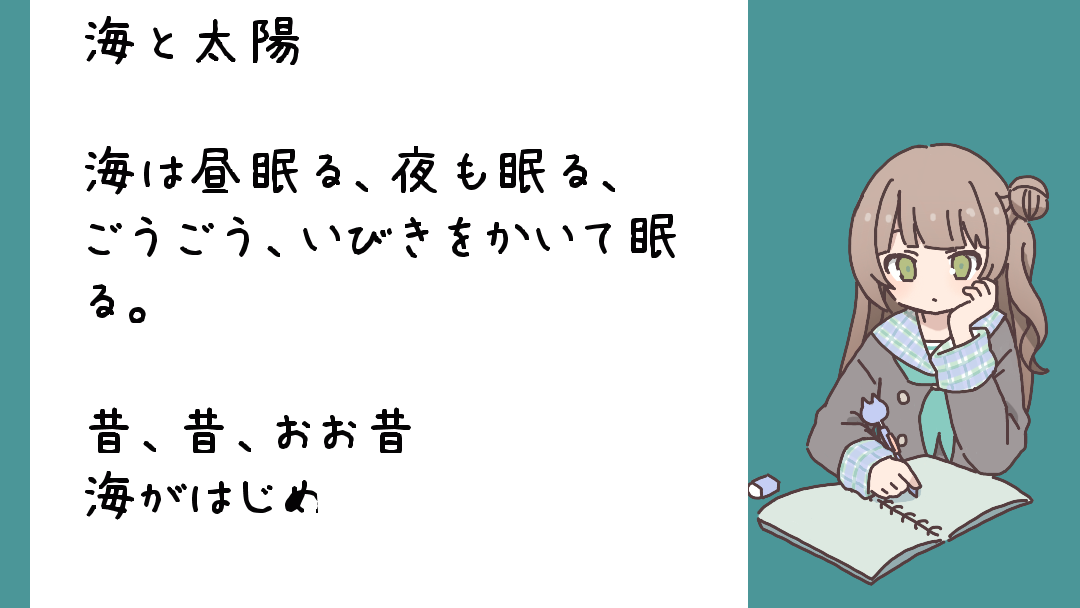 海と太陽
海は昼眠る、夜も眠る、
ごうごう、いびきをかいて眠
る。
昔、昔、おお昔
海がはじめ